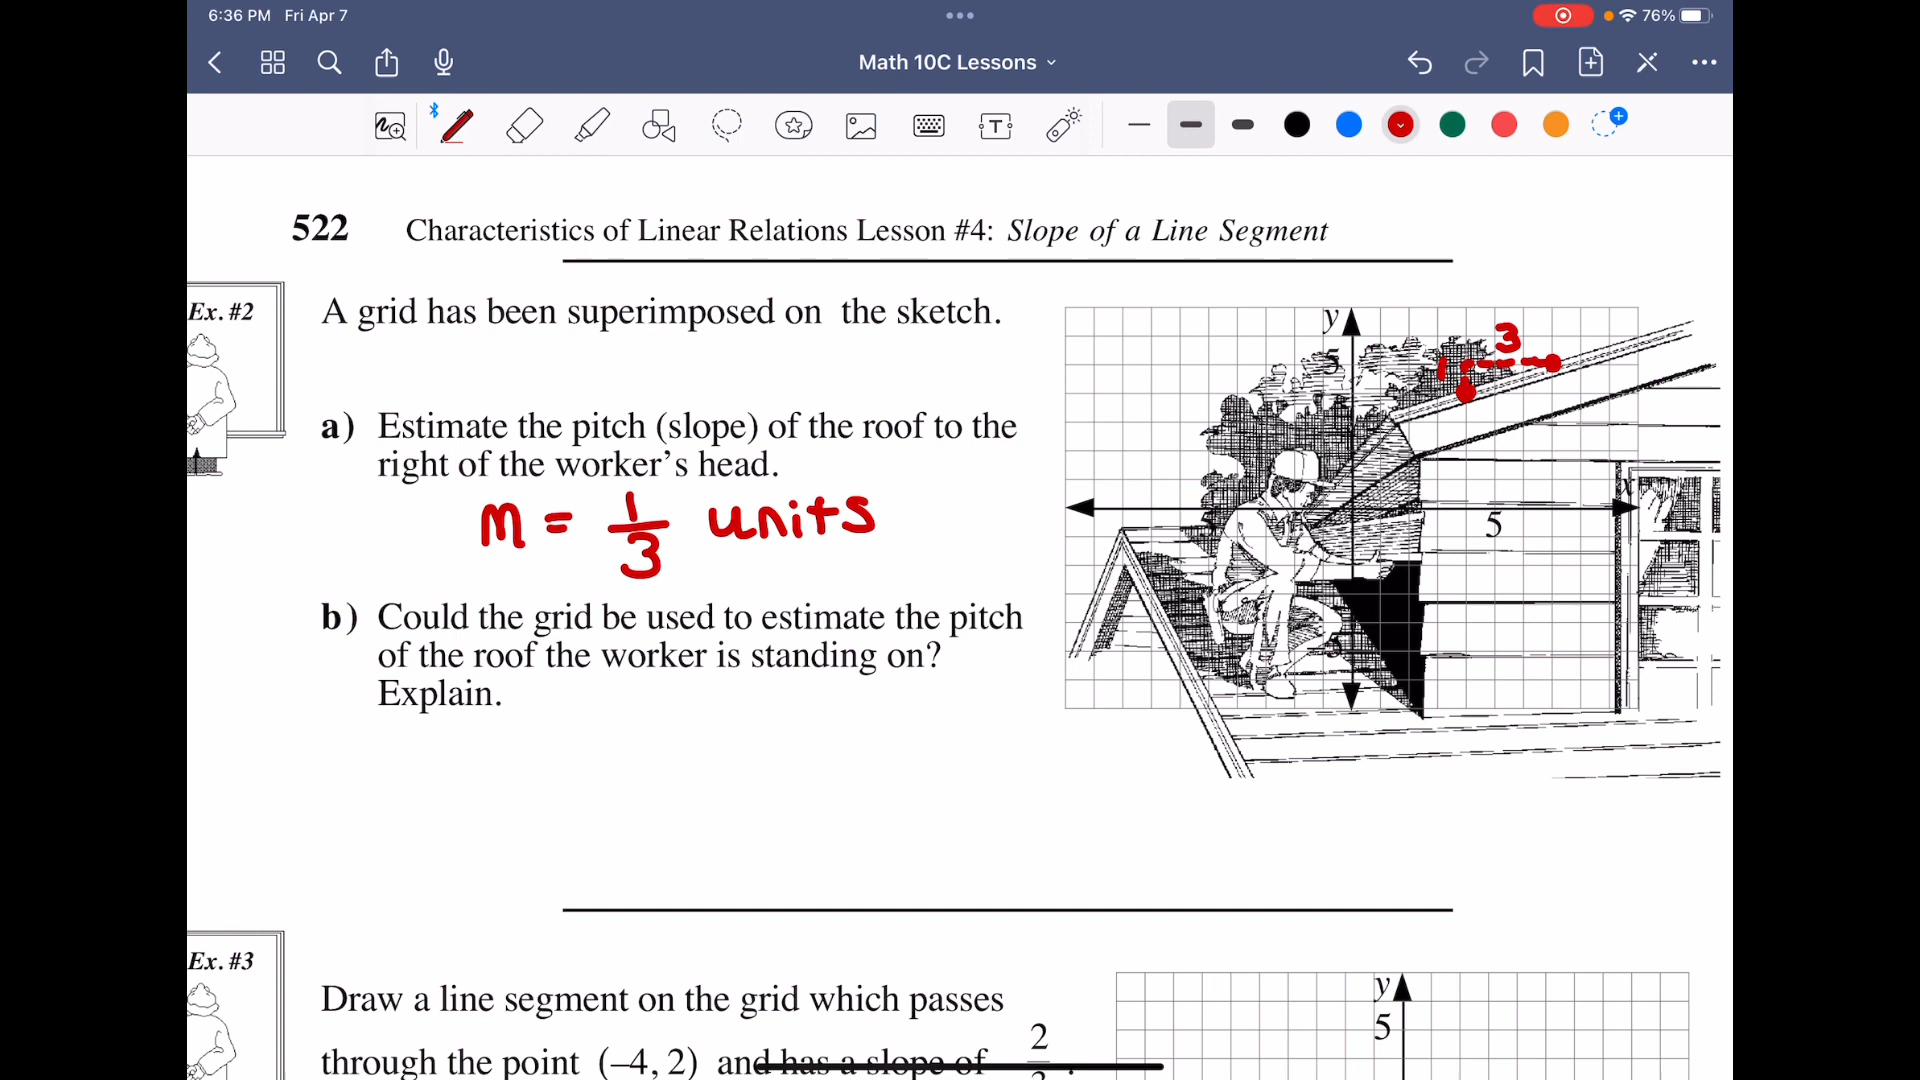 6:36 PM Fri Apr 7
76%
Math 10C Lessons
522 Characteristics of Linear Relations Lesson #4: Slope of a Line Segment
Ex. #2
A grid has been superimposed on the sketch.
a) Estimate the pitch (slope) of the roof to the
right of the worker's head.
m = 1/3 units
b) Could the grid be used to estimate the pitch
of the roof the worker is standing on?
Explain.
y
5
1
3
x
5
Ex. #3
Draw a line segment on the grid which passes
through the point (–4, 2) and has a slope of 2
y
5